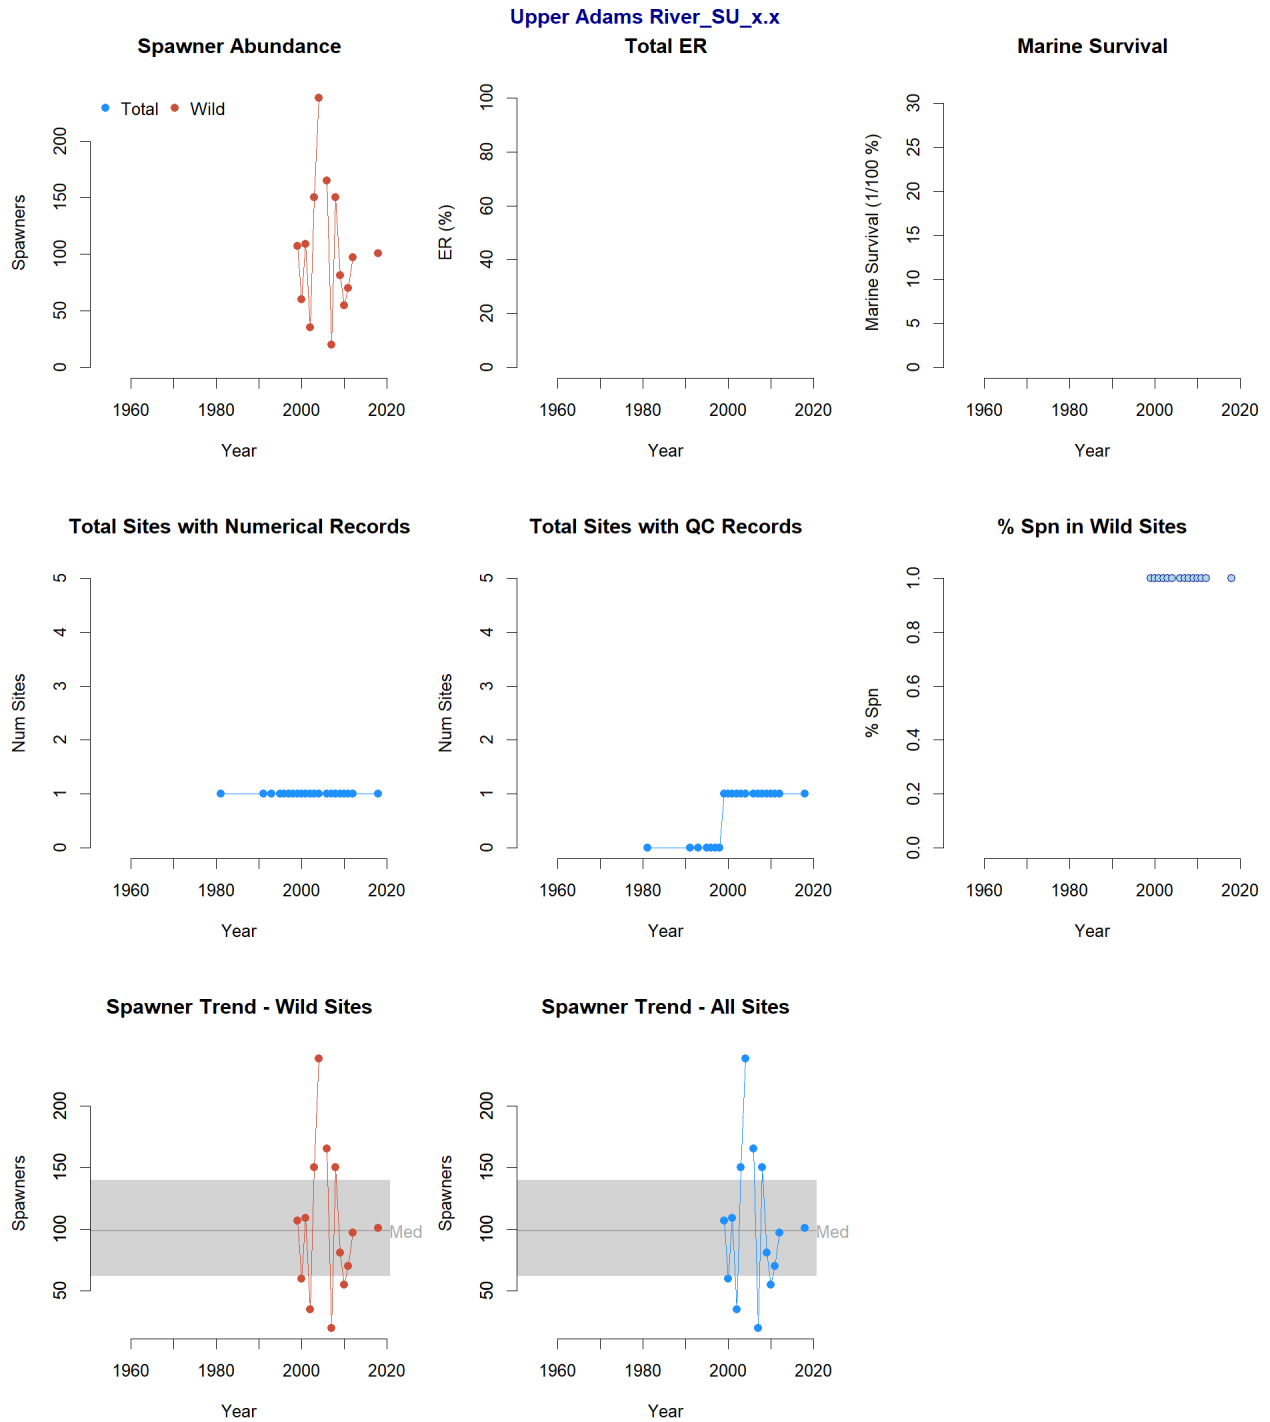 Upper Adams River_SU_x.x
Spawner Abundance
Total
Wild
Spawners
0
50
100
150
200
1960
1980
2000
2020
Year
Total ER
ER (%)
0
20
40
60
80
100
1960
1980
2000
2020
Year
Marine Survival
Marine Survival (1/100 %)
0
5
10
15
20
25
30
1960
1980
2000
2020
Year
Total Sites with Numerical Records
Num Sites
0
1
2
3
4
5
1960
1980
2000
2020
Year
Total Sites with QC Records
Num Sites
0
1
2
3
4
5
1960
1980
2000
2020
Year
% Spn in Wild Sites
% Spn
0.0
0.2
0.4
0.6
0.8
1.0
1960
1980
2000
2020
Year
Spawner Trend - Wild Sites
Spawners
50
100
150
200
Med
1960
1980
2000
2020
Year
Spawner Trend - All Sites
Spawners
50
100
150
200
Med
1960
1980
2000
2020
Year